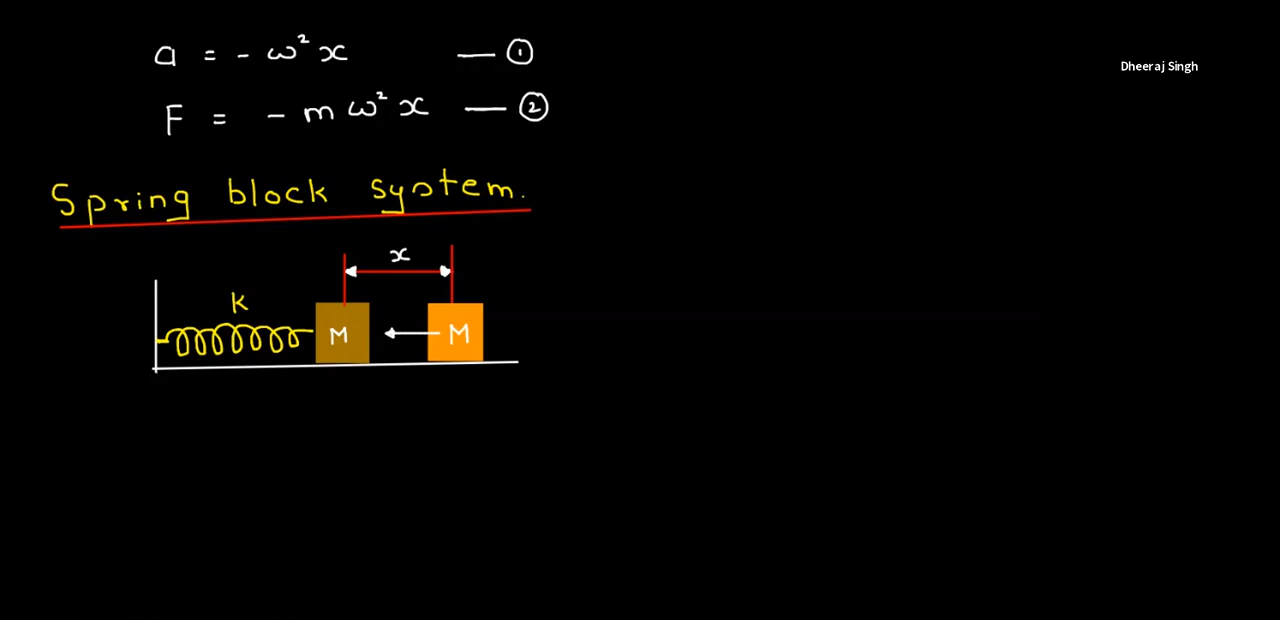 a = - ω² x — ①
Dheeraj Singh
F = - m ω² x — ②
Spring block system.
x
K
M
M